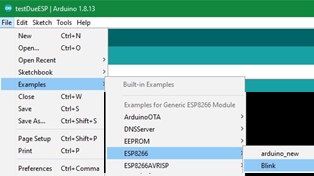 testDueESP | Arduino 1.8.13
File Edit Sketch Tools Help
New Ctrl+N
Open... Ctrl+O
Open Recent
Sketchbook
Examples
Close Ctrl+W
Save Ctrl+S
Save As... Ctrl+Shift+S
Page Setup Ctrl+Shift+P
Print Ctrl+P
Preferences Ctrl+Comma
Built-in Examples
Examples for Generic ESP8266 Module
ArduinoOTA
DNSServer
EEPROM
ESP8266
ESP8266AVRISP
arduino_new
Blink